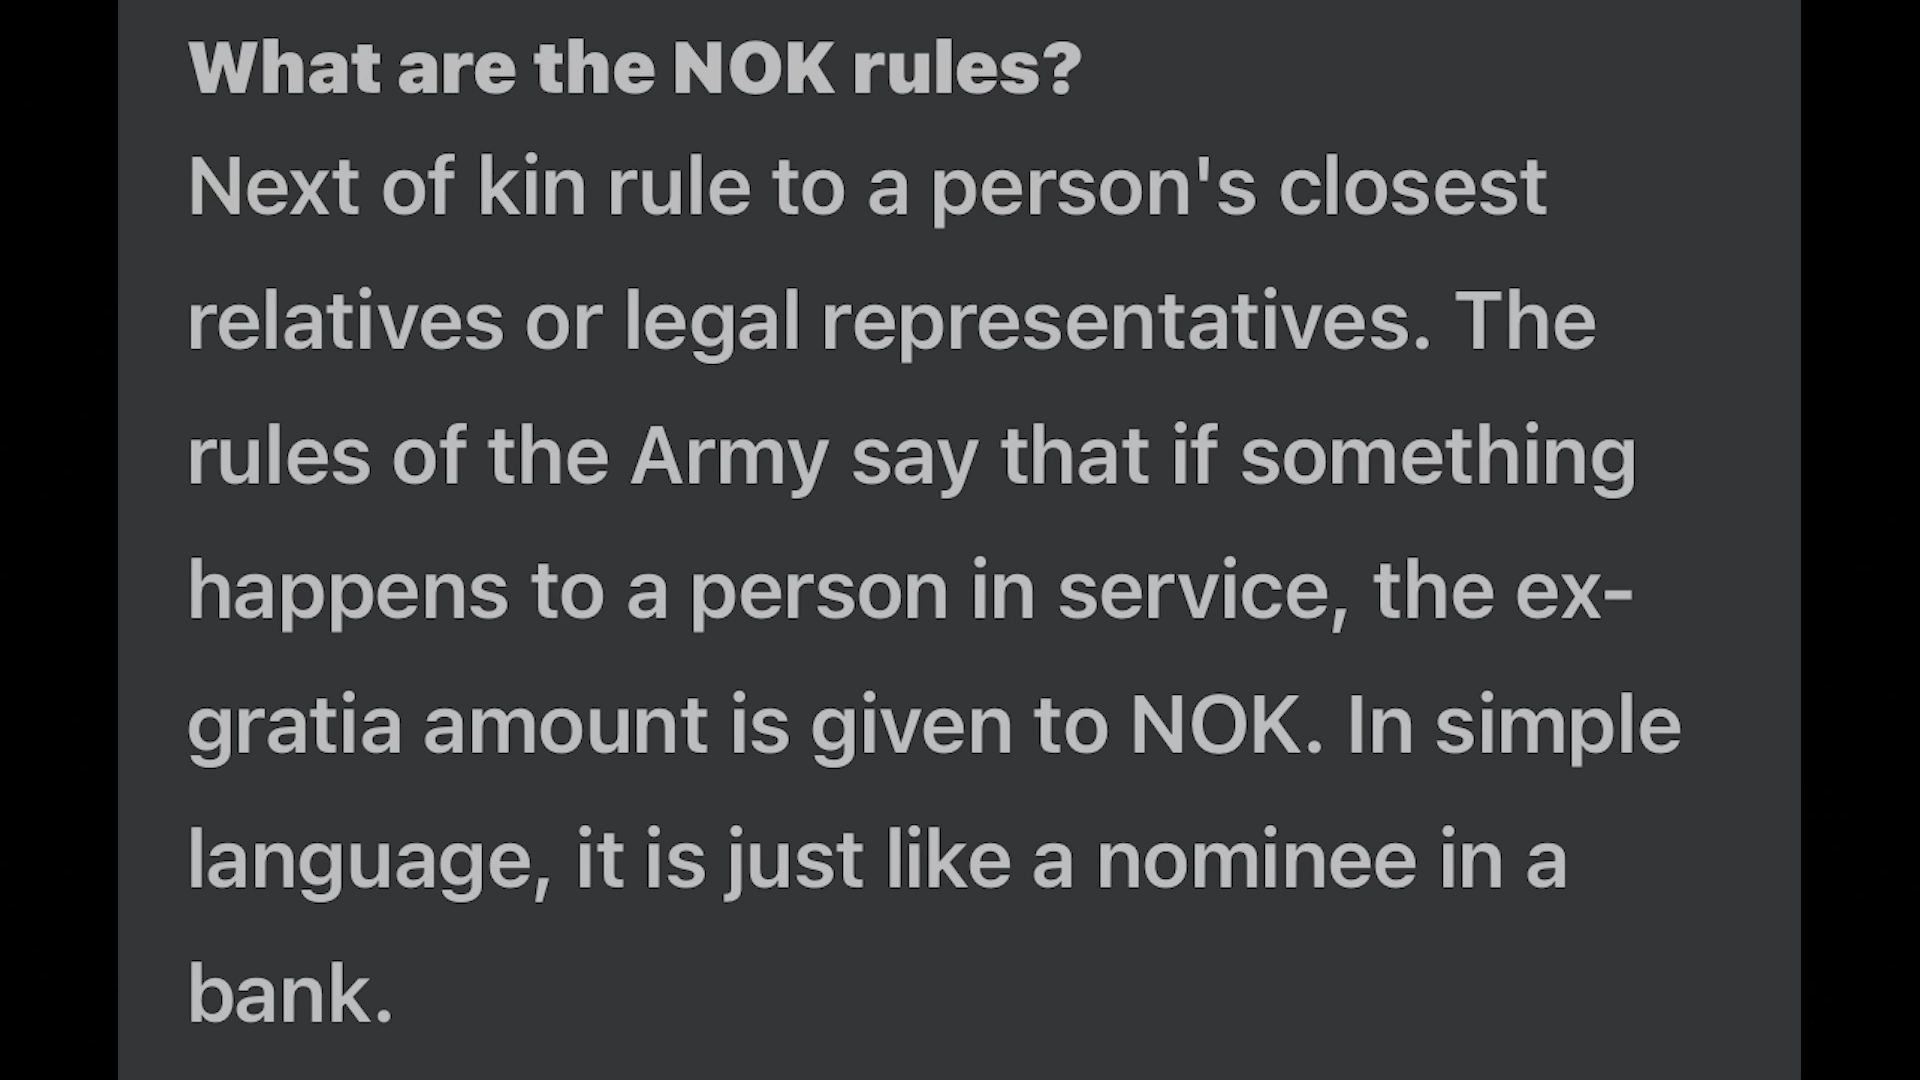 What are the NOK rules?
Next of kin rule to a person's closest
relatives or legal representatives. The
rules of the Army say that if something
happens to a person in service, the ex-
gratia amount is given to NOK. In simple
language, it is just like a nominee in a
bank.